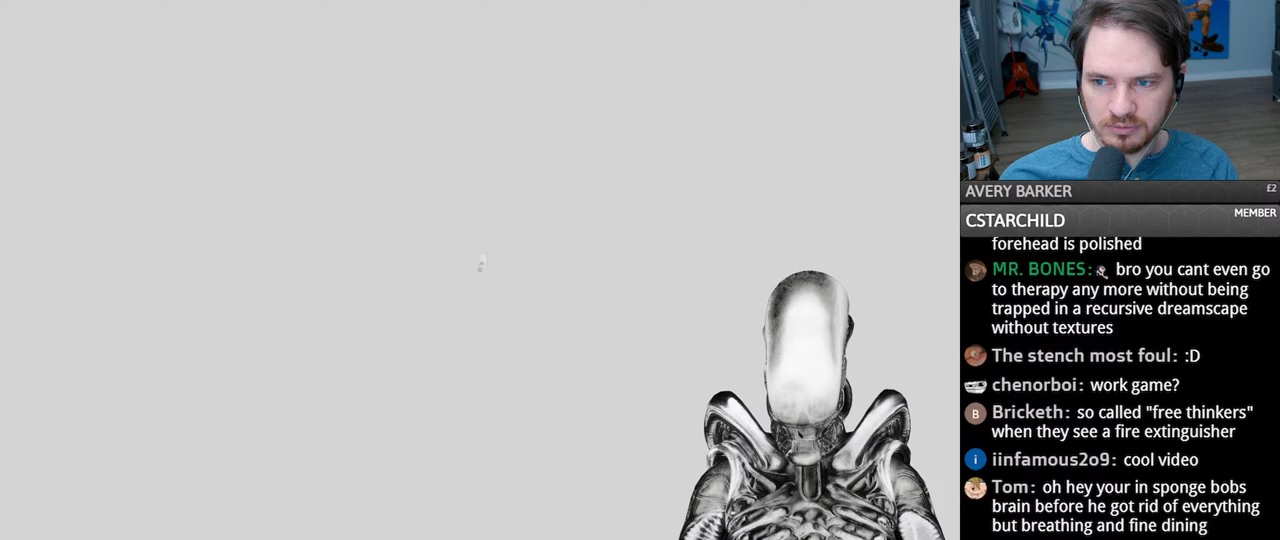 AVERY BARKER £2
CSTARCHILD MEMBER
forehead is polished
MR. BONES: bro you cant even go
to therapy any more without being
trapped in a recursive dreamscape
without textures
The stench most foul: :D
chenorboi: work game?
B Bricketh: so called "free thinkers"
when they see a fire extinguisher
i iinfamous2o9: cool video
Tom: oh hey your in sponge bobs
brain before he got rid of everything
but breathing and fine dining